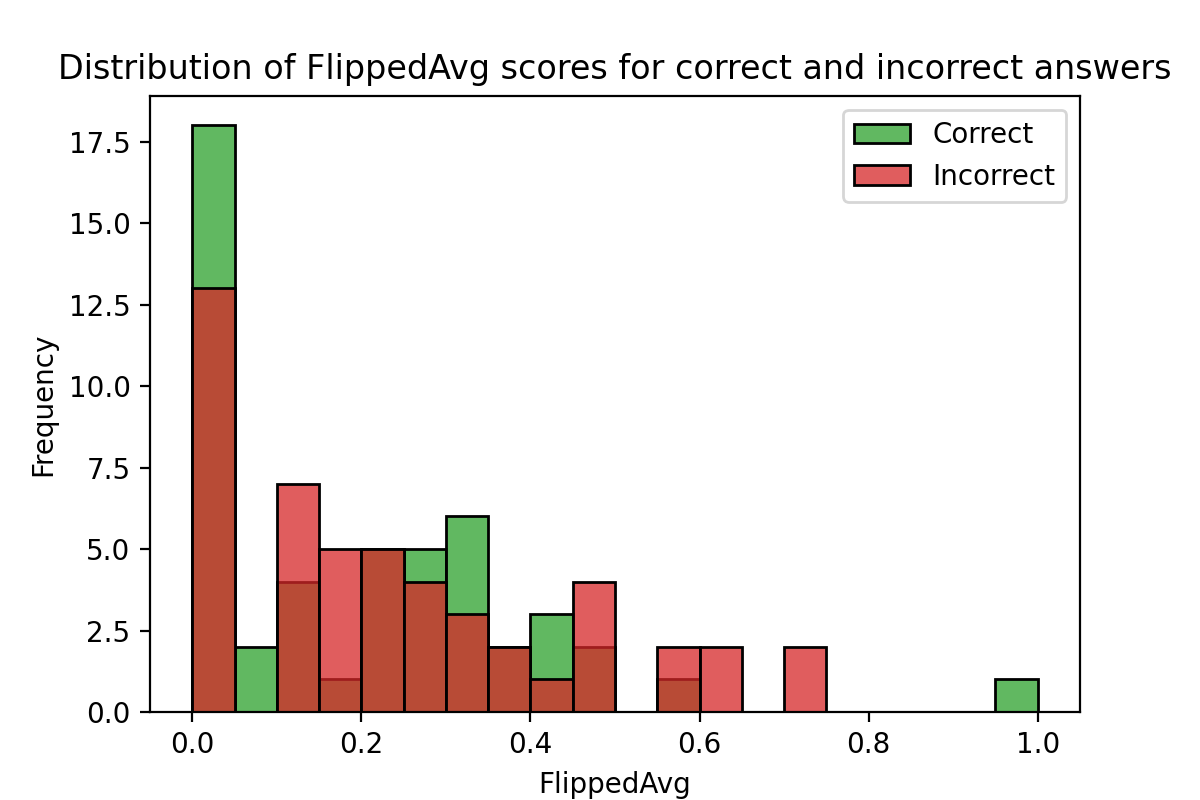 Distribution of FlippedAvg scores for correct and incorrect answers
Correct
Incorrect
17.5
15.0
12.5
10.0
7.5
5.0
2.5
0.0
Frequency
0.0 0.2 0.4 0.6 0.8 1.0
FlippedAvg